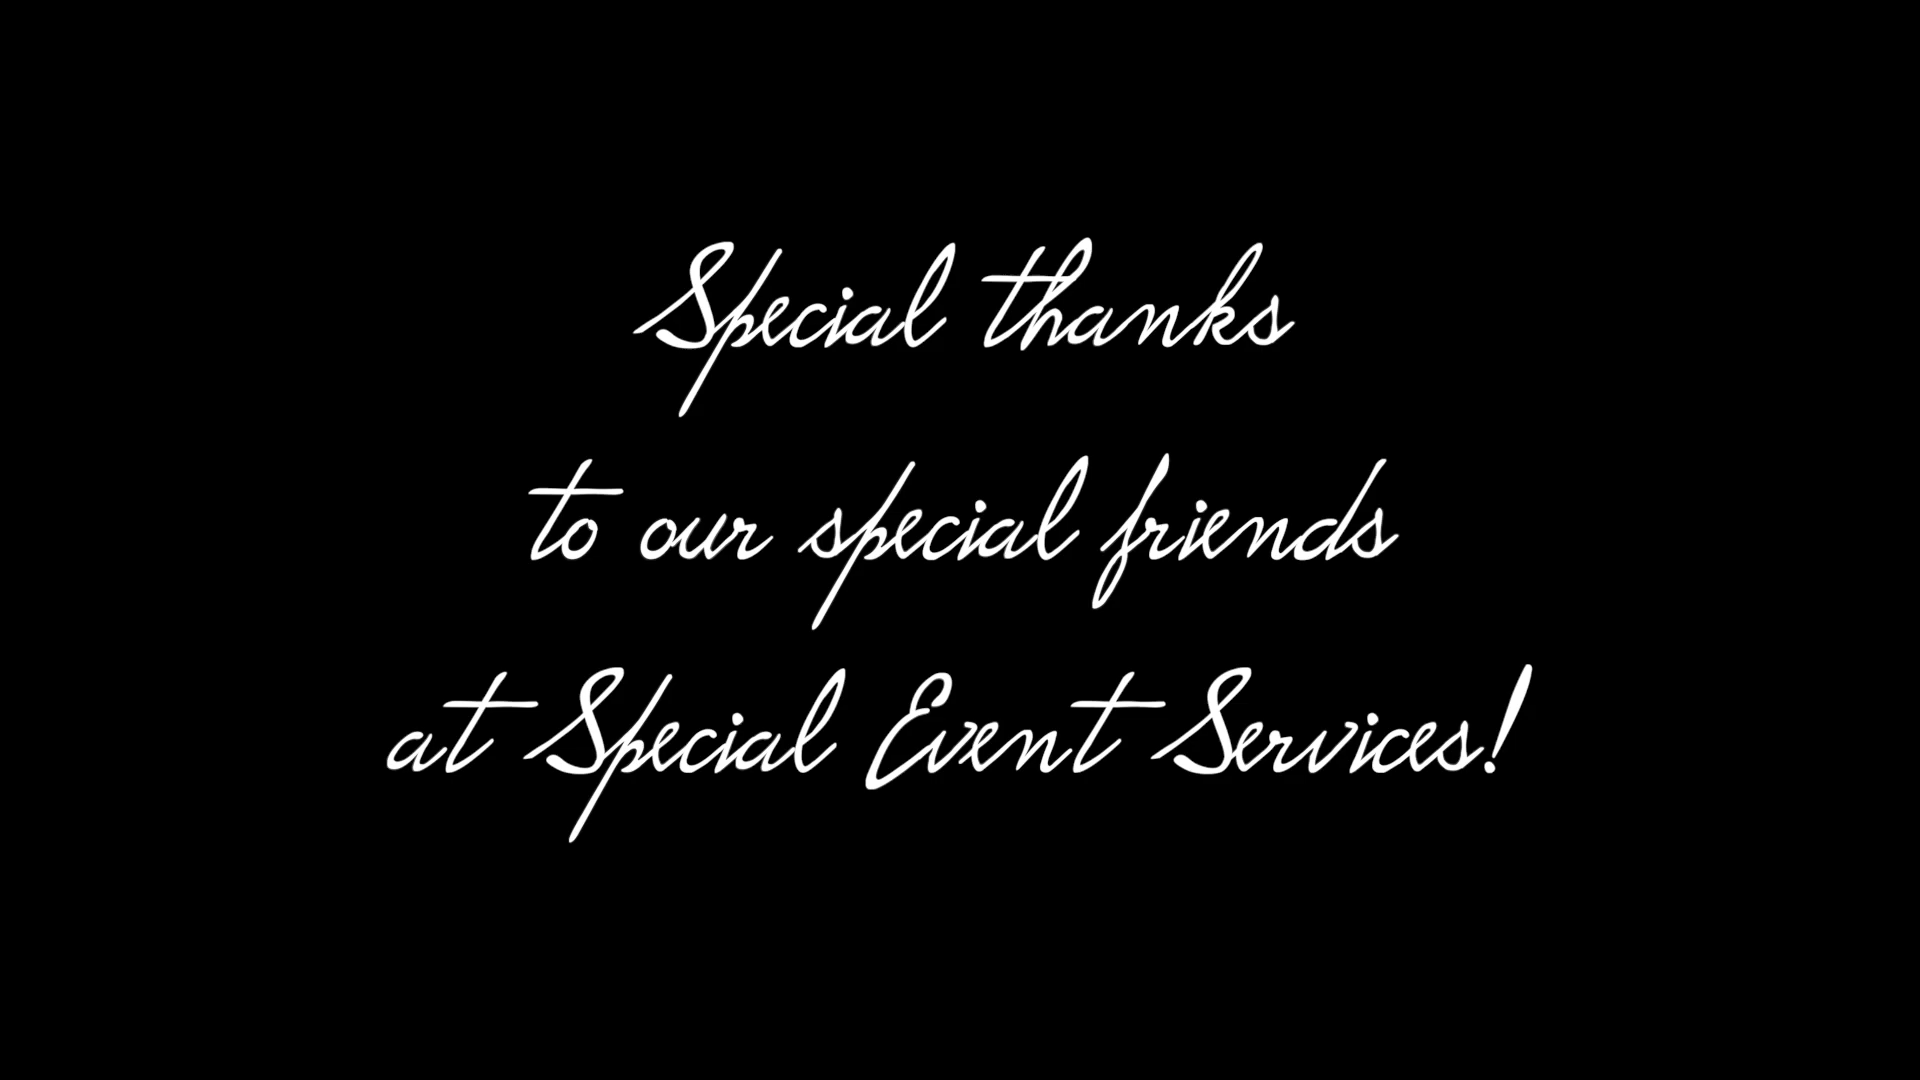 Special thanks
to our special friends
at Special Event Services!